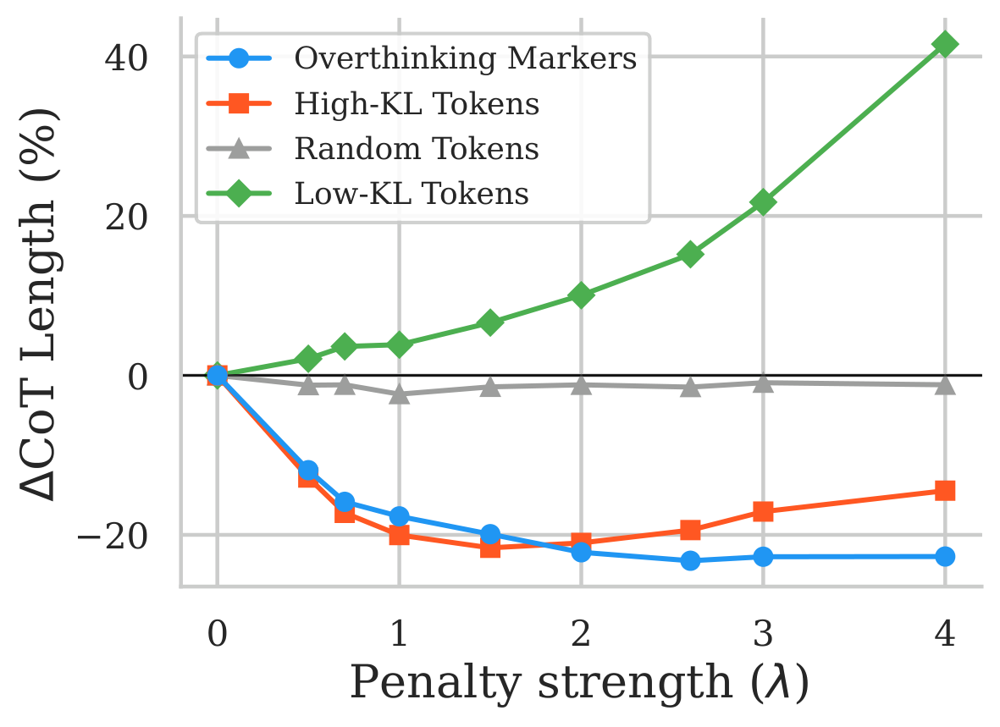 40
20
0
−20
ΔCoT Length (%)
Overthinking Markers
High-KL Tokens
Random Tokens
Low-KL Tokens
0 1 2 3 4
Penalty strength (λ)